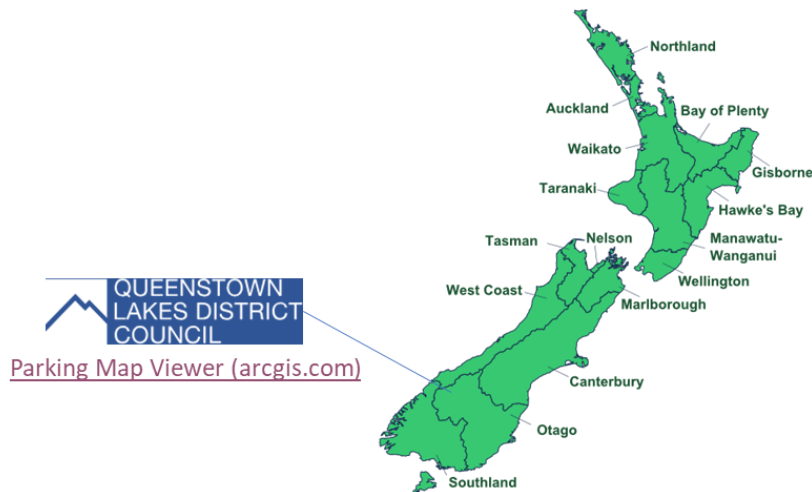 Northland
Auckland
Bay of Plenty
Waikato
Gisborne
Taranaki
Hawke's Bay
Tasman
Nelson
Manawatu-
Wanganui
Wellington
West Coast
Marlborough
QUEENSTOWN
LAKES DISTRICT
COUNCIL
Parking Map Viewer (arcgis.com)
Canterbury
Otago
Southland